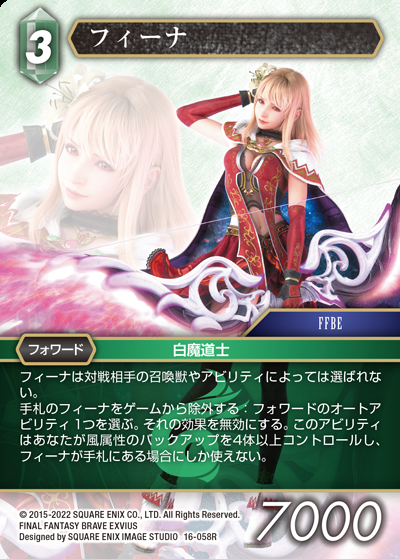 3
フィーナ
FFBE
フォワード
白魔道士
フィーナは対戦相手の召喚獣やアビリティによっては選ばれな
い。
手札のフィーナをゲームから除外する：フォワードのオートア
ビリティ1つを選ぶ。それの効果を無効にする。このアビリティ
はあなたが風属性のバックアップを4体以上コントロールし、
フィーナが手札にある場合にしか使えない。
© 2015-2022 SQUARE ENIX CO., LTD. All Rights Reserved.
FINAL FANTASY BRAVE EXVIUS
Designed by SQUARE ENIX IMAGE STUDIO 16-058R
7000